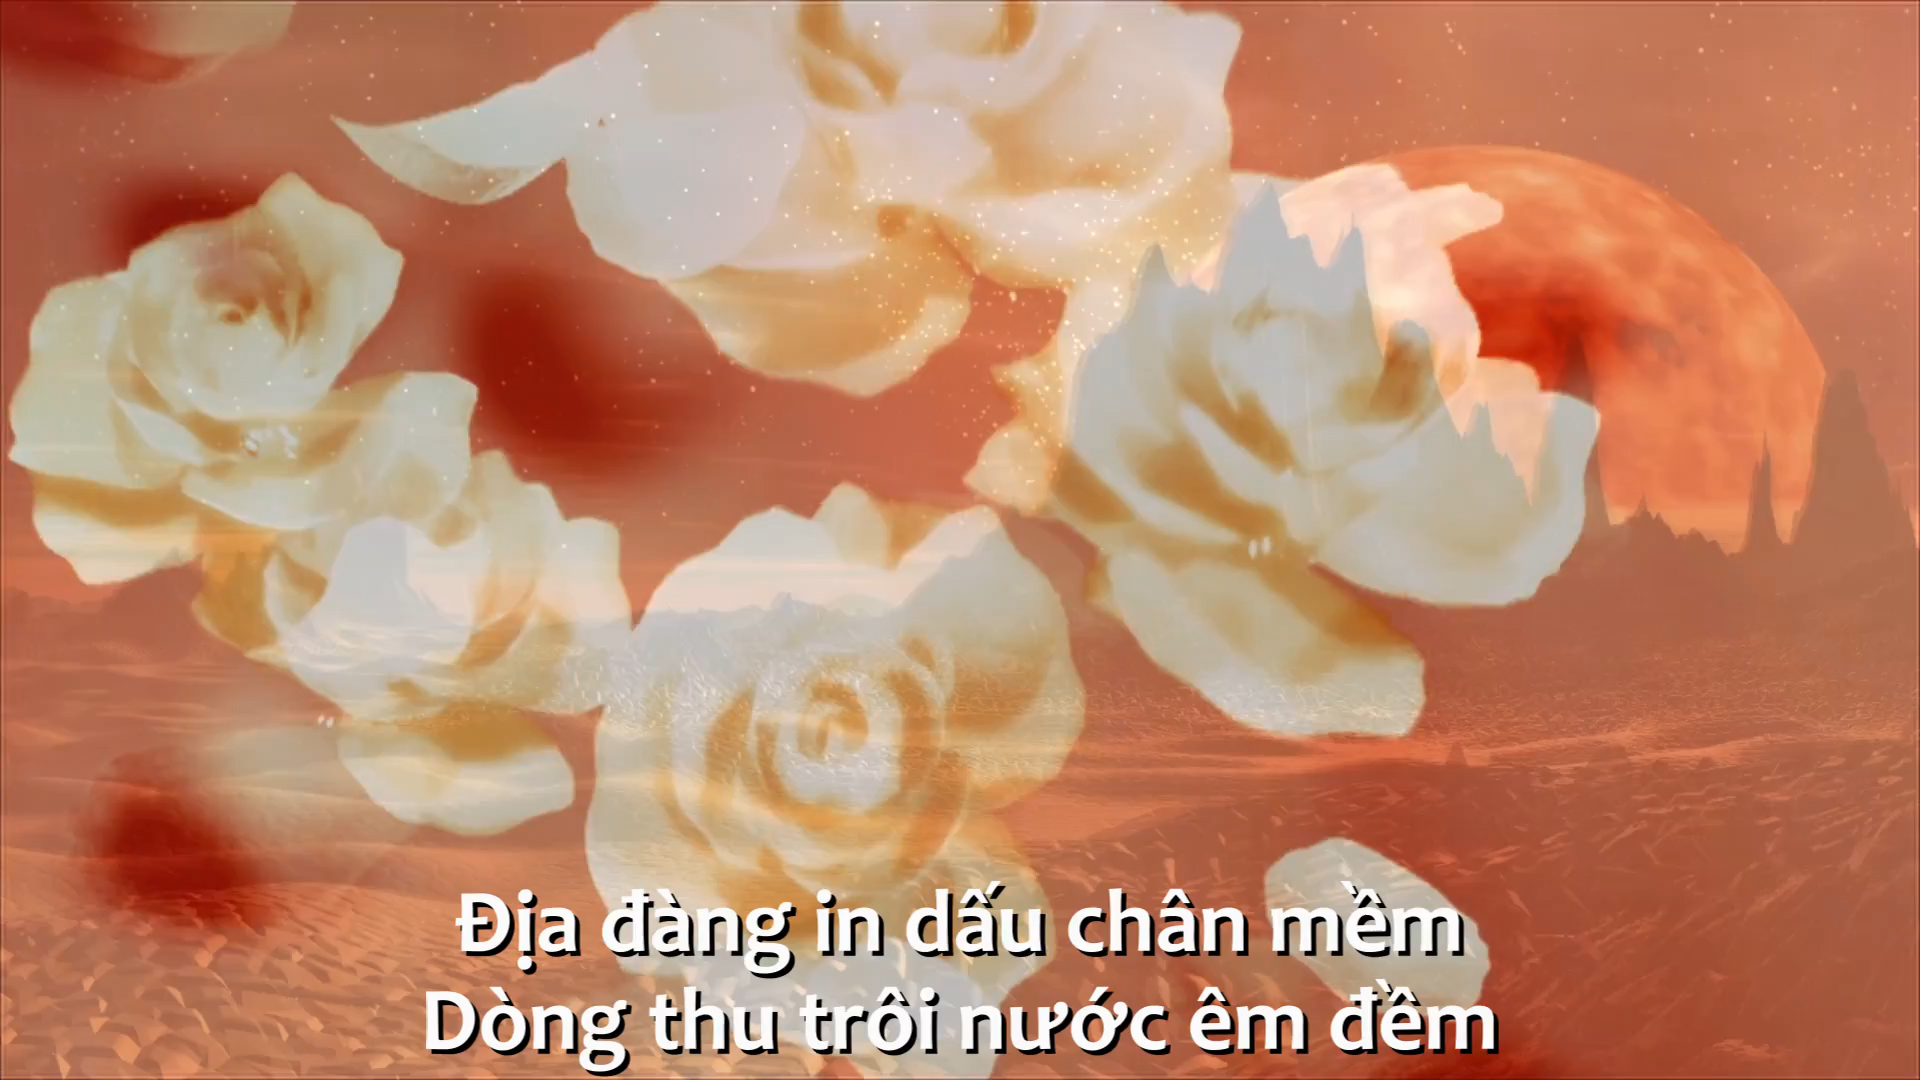 Địa đàng in dấu chân mềm
Dòng thu trôi nước êm đềm